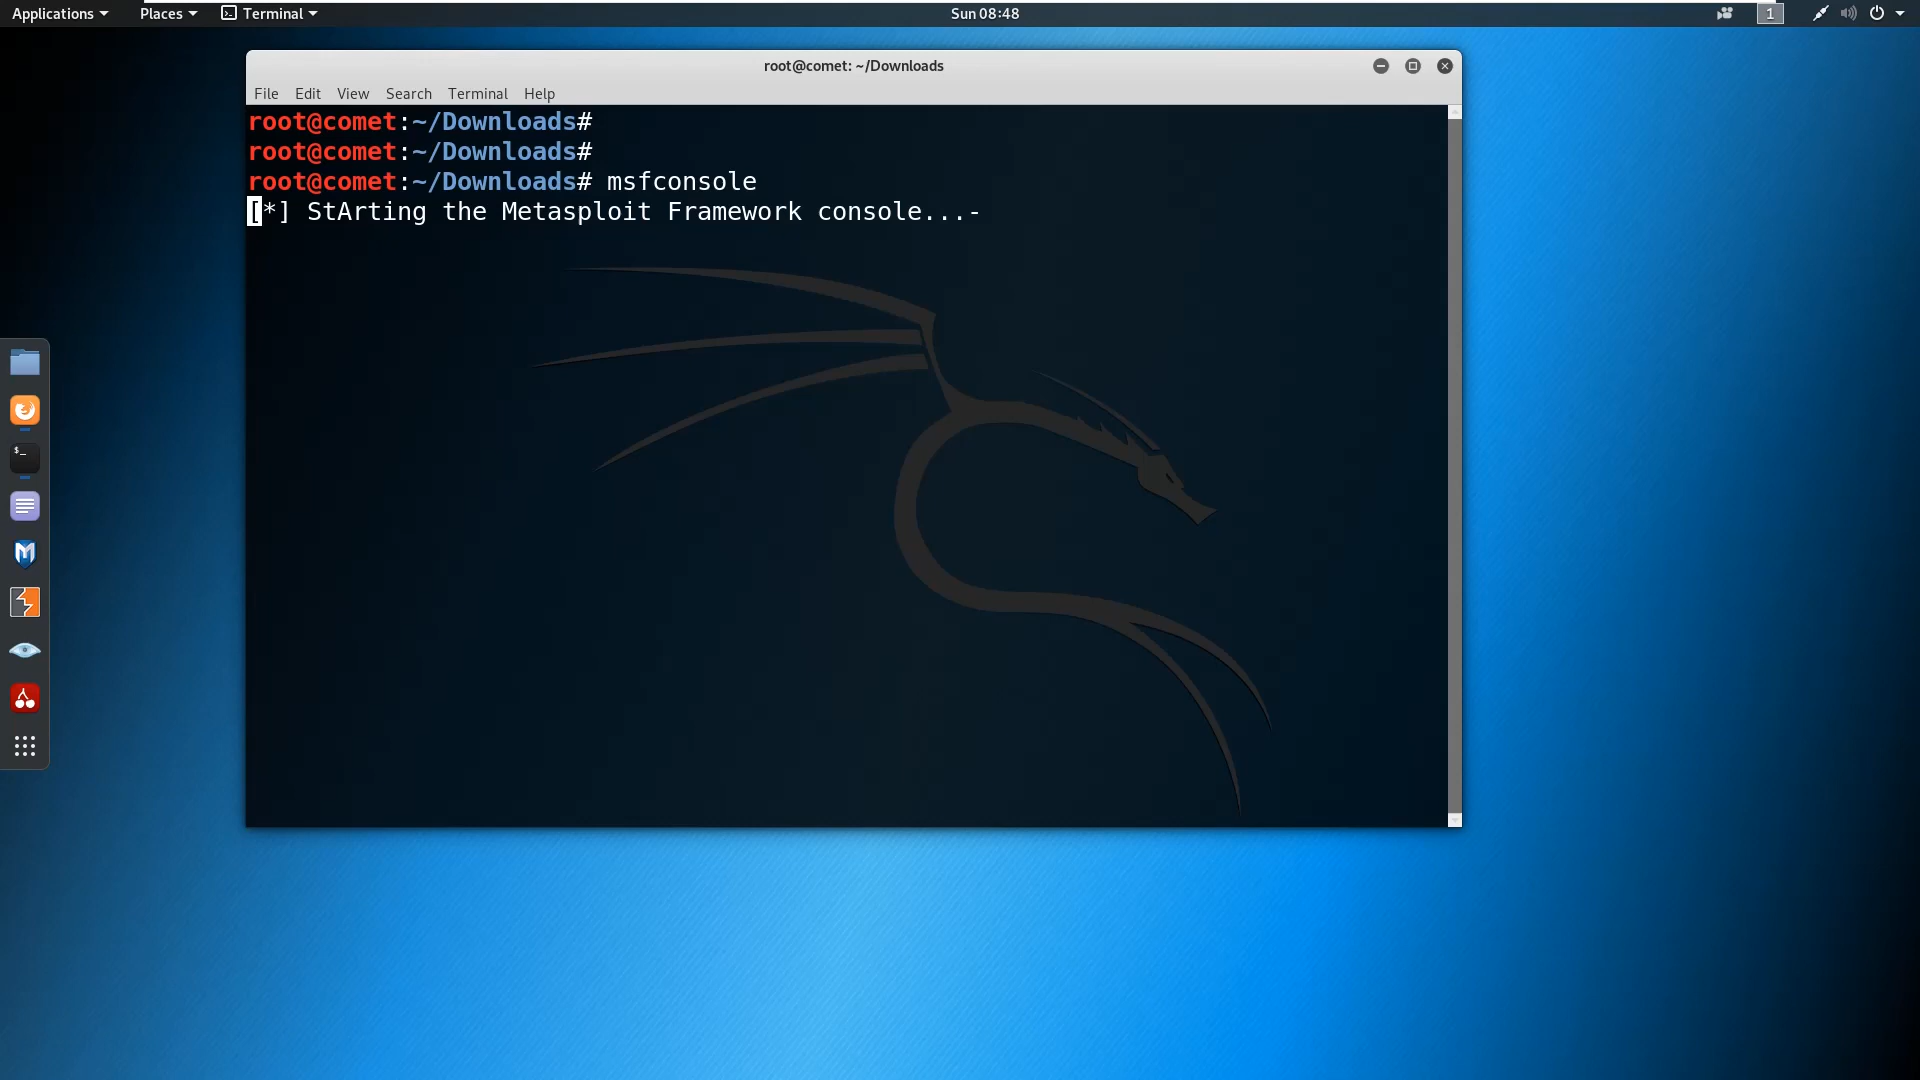 Applications Places Terminal Sun 08:48 1
root@comet: ~/Downloads
File Edit View Search Terminal Help
root@comet:~/Downloads#
root@comet:~/Downloads#
root@comet:~/Downloads# msfconsole
[*] StArting the Metasploit Framework console...-
$_